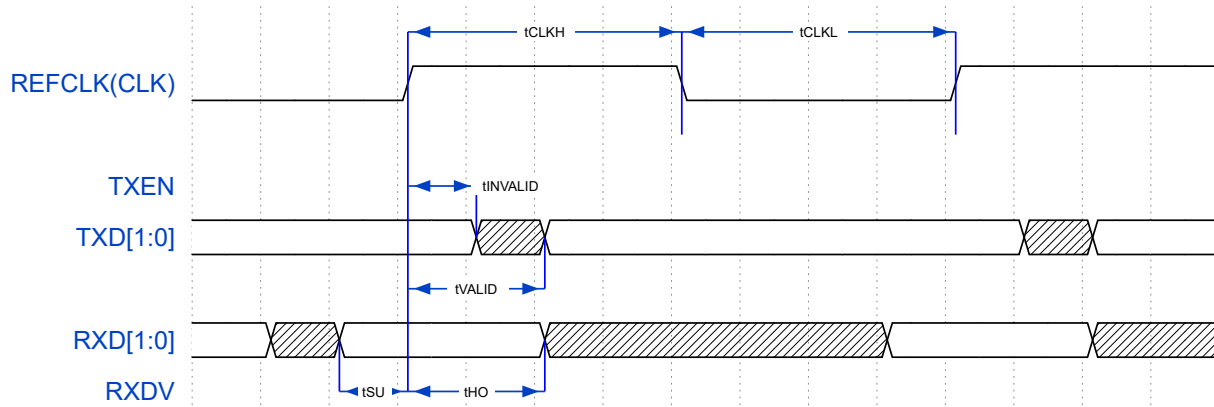 tCLKH
tCLKL
REFCLK(CLK)
TXEN
tINVALID
TXD[1:0]
tVALID
RXD[1:0]
RXDV
tSU
tHO